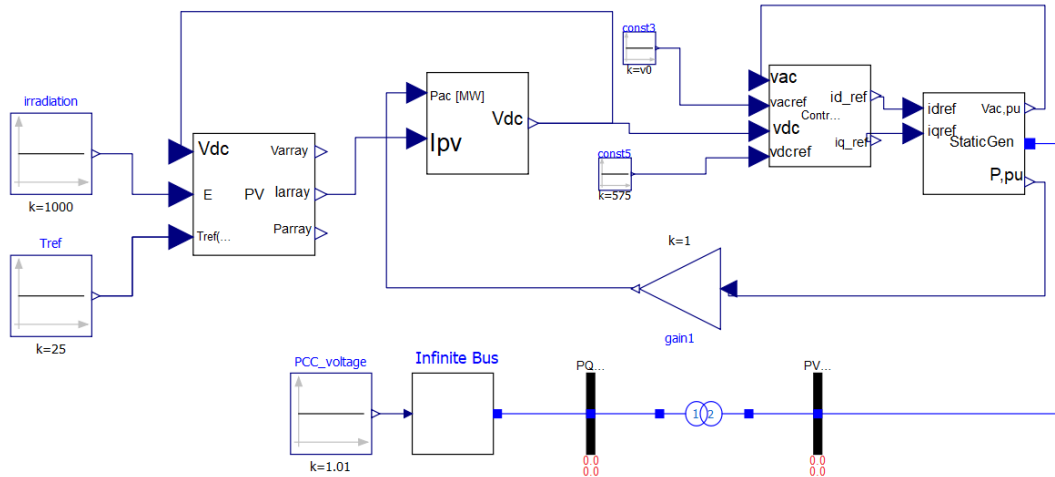 irradiation
k=1000
Tref
k=25
Vdc
E
Tref(...
PV
Varray
Iarray
Parray
Pac [MW]
Ipv
Vdc
const3
k=v0
const5
k=575
vac
vacref
vdc
vdcref
Contr...
id_ref
iq_ref
idref
iqref
Vac,pu
StaticGen
P,pu
k=1
gain1
PCC_voltage
k=1.01
Infinite Bus
PQ...
0.0
0.0
1
2
PV...
0.0
0.0